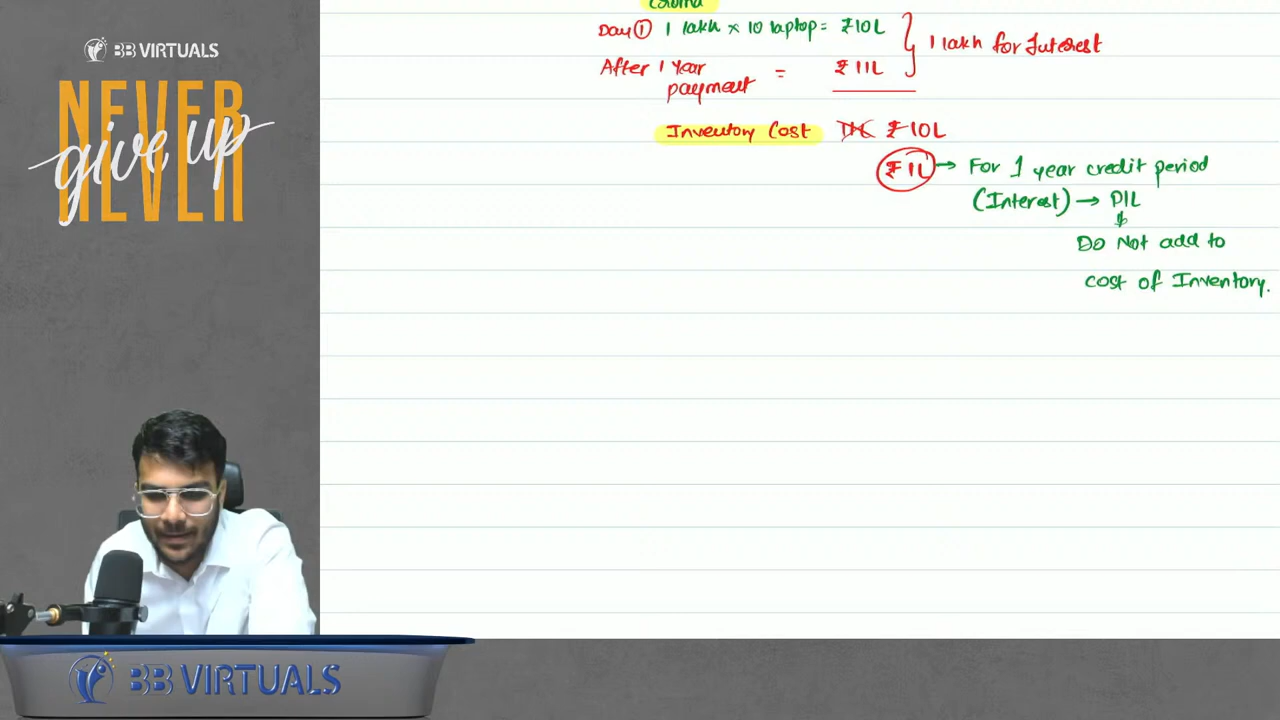 BB VIRTUALS
NEVER
give up
NEVER
Day ① 1 lakh × 10 laptop = ₹10L
1 lakh for Interest
After 1 Year payment = ₹11L
Inventory Cost ₹10L
₹1L → For 1 year credit period
(Interest) → P/L
Do Not add to
cost of Inventory.
BB VIRTUALS